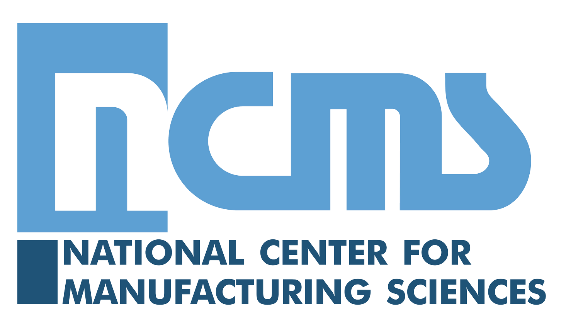 ncms
NATIONAL CENTER FOR
MANUFACTURING SCIENCES